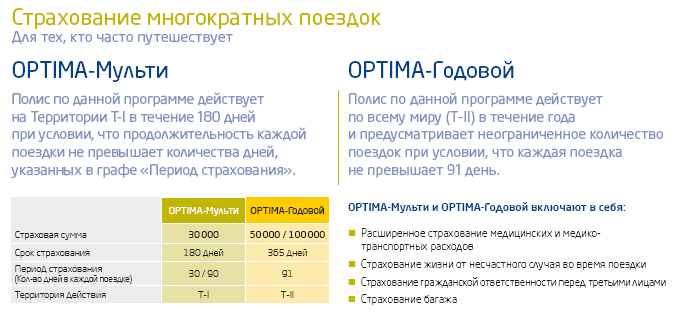 Страхование многократных поездок
Для тех, кто часто путешествует
OPTIMA-Мульти
Полис по данной программе действует
на Территории Т-I в течение 180 дней
при условии, что продолжительность каждой
поездки не превышает количества дней,
указанных в графе «Период страхования».
OPTIMA-Годовой
Полис по данной программе действует
по всему миру (Т-II) в течение года
и предусматривает неограниченное количество
поездок при условии, что каждая поездка
не превышает 91 день.
OPTIMA-Мульти OPTIMA-Годовой
Страховая сумма 30 000 50 000 / 100 000
Срок страхования 180 Дней 365 Дней
Период страхования
(Кол-во дней в каждой поездке) 30 / 90 91
Территория действия Т-I Т-II
OPTIMA-Мульти и OPTIMA-Годовой включают в себя:
Расширенное страхование медицинских и медико-
транспортных расходов
Страхование жизни от несчастного случая во время поездки
Страхование гражданской ответственности перед третьими лицами
Страхование багажа